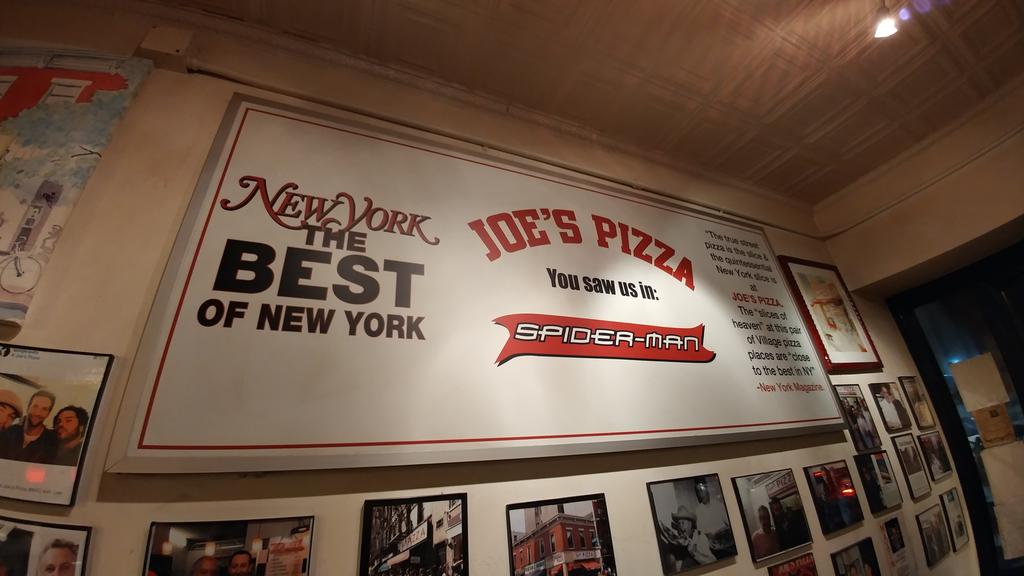 NEW YORK
THE
BEST
OF NEW YORK
JOE'S PIZZA
You saw us in:
SPIDER-MAN
"The true street
pizza is the slice &
the quintessential
New York slice is
at
JOE'S PIZZA.
The "slices of
heaven" at this pair
of Village pizza
places are "close
to the best in NY"
-New York Magazine
PIZZA